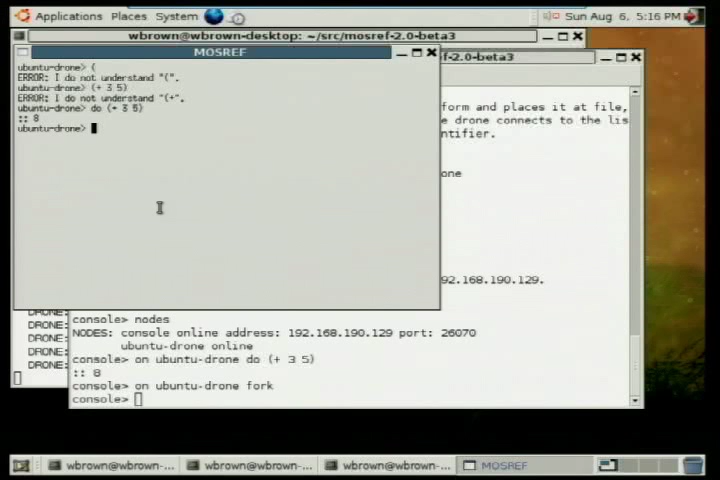 Applications Places System
Sun Aug 6, 5:16 PM
wbrown@wbrown-desktop: ~/src/mosref-2.0-beta3
MOSREF
f-2.0-beta3
ubuntu-drone> (
ERROR: I do not understand "(".
ubuntu-drone> (+ 3 5)
ERROR: I do not understand "(+".
ubuntu-drone> do (+ 3 5)
:: 8
ubuntu-drone>
form and places it at file,
e drone connects to the lis
ntifier.
one
92.168.190.129.
DRONE:
DRONE:
DRONE:
DRONE:
DRONE:
console> nodes
NODES: console online address: 192.168.190.129 port: 26070
ubuntu-drone online
console> on ubuntu-drone do (+ 3 5)
:: 8
console> on ubuntu-drone fork
console>
wbrown@wbrown-...
wbrown@wbrown-...
wbrown@wbrown-...
MOSREF